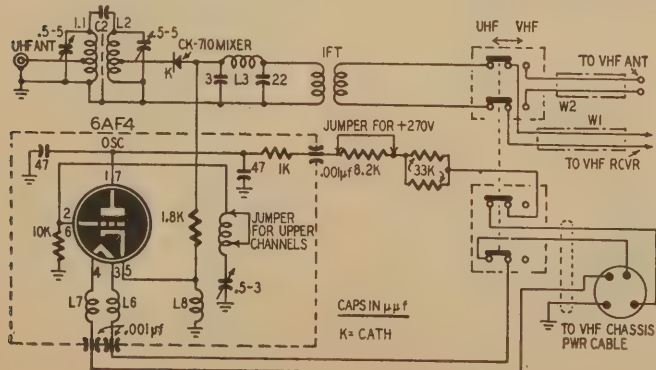 .5-5
L1
C2
L2
.5-5
CK-710 MIXER
IFT
UHF VHF
UHF ANT
K
3
L3
22
TO VHF ANT
W2
W1
TO VHF RCVR
6AF4
OSC
JUMPER FOR +270V
47
1
7
47
1K
.001µf
8.2K
33K
2
6
10K
1.8K
JUMPER
FOR UPPER
CHANNELS
4
3
5
.5-3
L7
L6
L8
.001µf
CAPS IN µµf
K= CATH
TO VHF CHASSIS
PWR CABLE